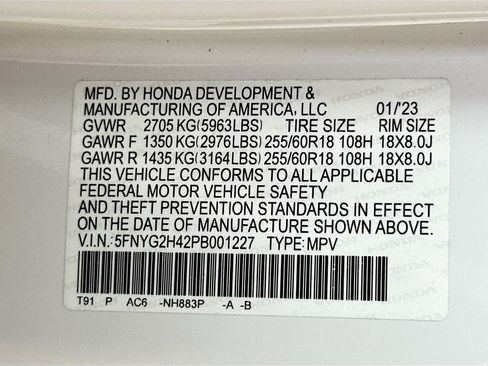 MFD. BY HONDA DEVELOPMENT &
MANUFACTURING OF AMERICA, LLC 01/'23
GVWR 2705 KG(5963LBS) TIRE SIZE RIM SIZE
GAWR F 1350 KG(2976LBS) 255/60R18 108H 18X8.0J
GAWR R 1435 KG(3164LBS) 255/60R18 108H 18X8.0J
THIS VEHICLE CONFORMS TO ALL APPLICABLE
FEDERAL MOTOR VEHICLE SAFETY
AND THEFT PREVENTION STANDARDS IN EFFECT
ON THE DATE OF MANUFACTURE SHOWN ABOVE.
V.I.N.: 5FNYG2H42PB001227 TYPE: MPV
T91 P AC6 -NH883P -A -B